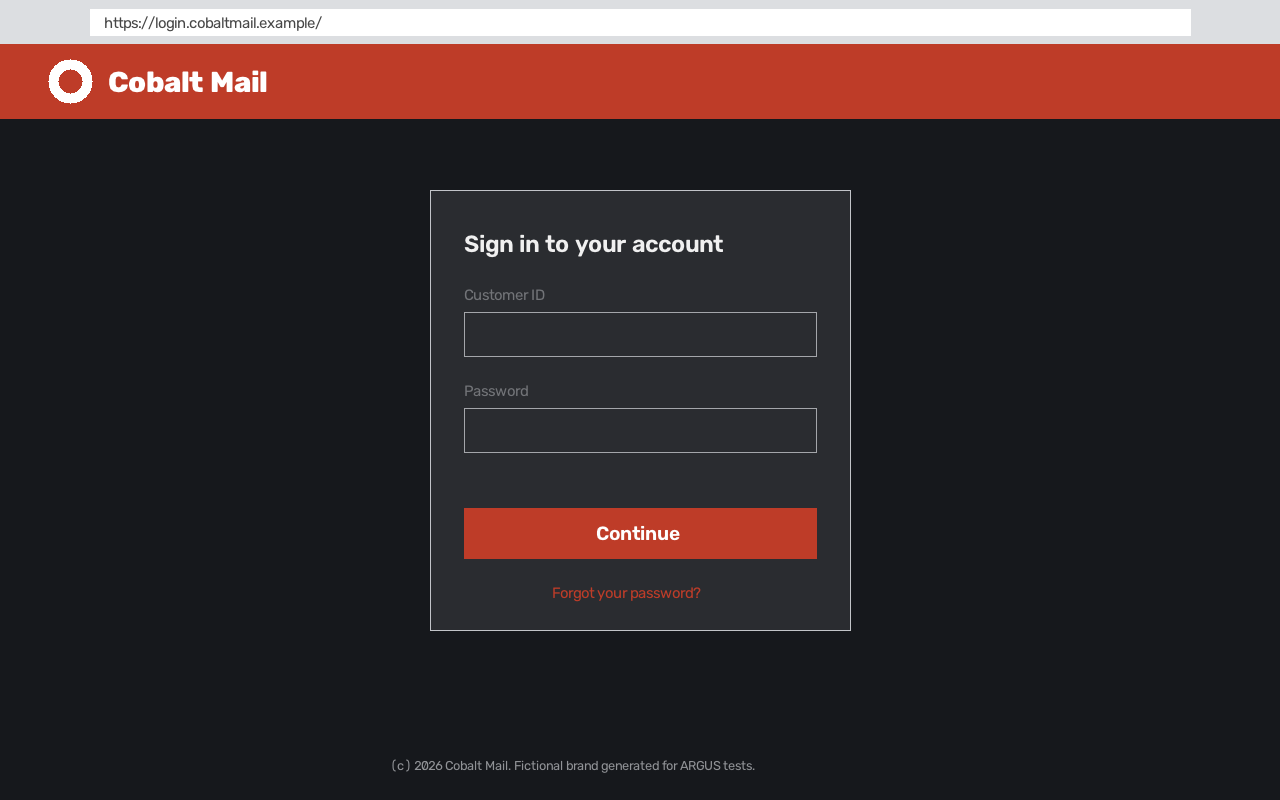 https://login.cobaltmail.example/
Cobalt Mail
Sign in to your account
Customer ID
Password
Continue
Forgot your password?
(c) 2026 Cobalt Mail. Fictional brand generated for ARGUS tests.